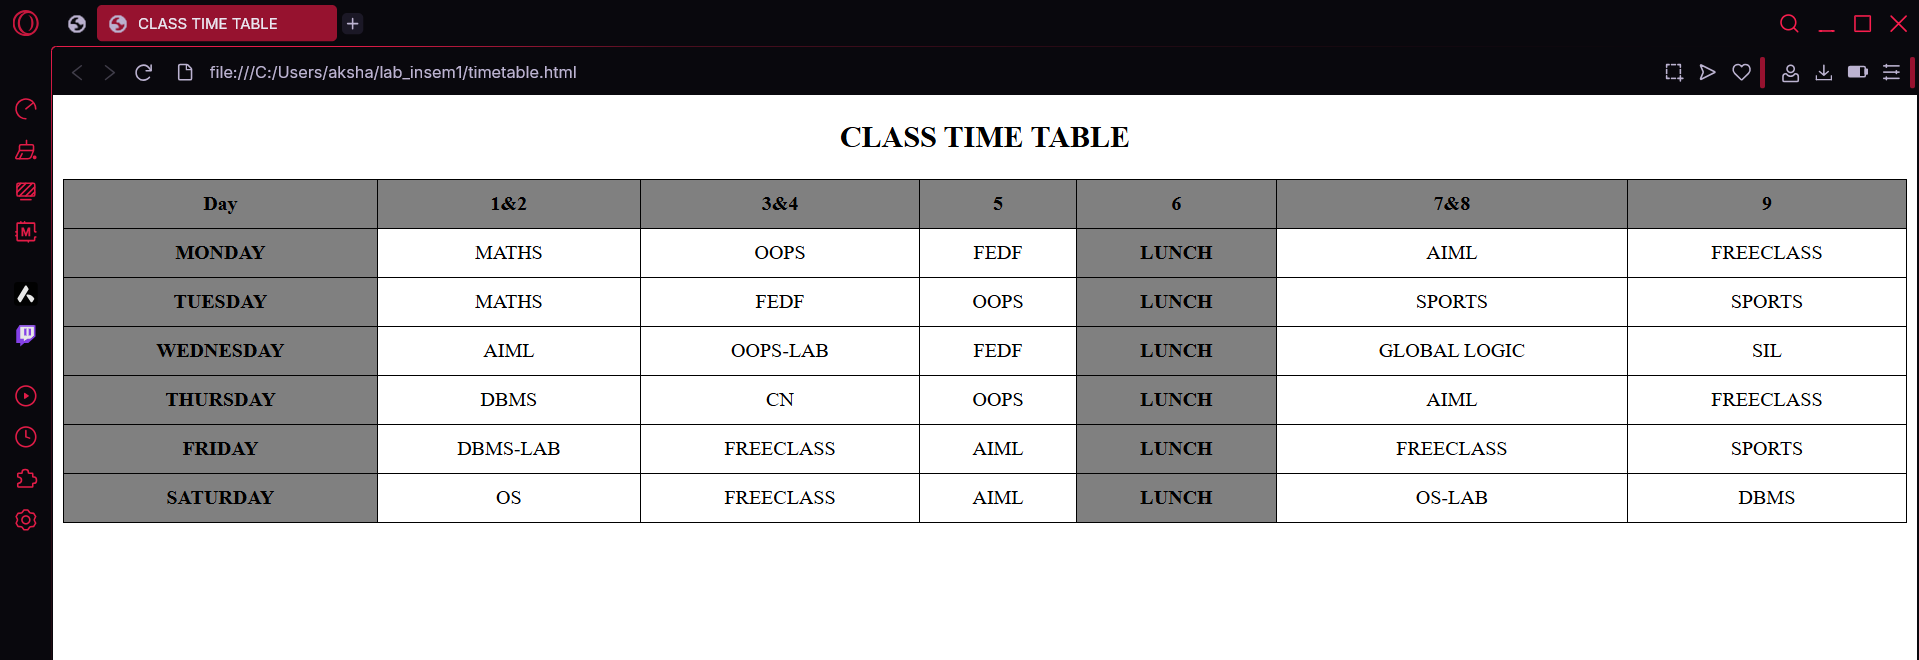 CLASS TIME TABLE
file:///C:/Users/aksha/lab_insem1/timetable.html
M
CLASS TIME TABLE
Day 1&2 3&4 5 6 7&8 9
MONDAY MATHS OOPS FEDF LUNCH AIML FREECLASS
TUESDAY MATHS FEDF OOPS LUNCH SPORTS SPORTS
WEDNESDAY AIML OOPS-LAB FEDF LUNCH GLOBAL LOGIC SIL
THURSDAY DBMS CN OOPS LUNCH AIML FREECLASS
FRIDAY DBMS-LAB FREECLASS AIML LUNCH FREECLASS SPORTS
SATURDAY OS FREECLASS AIML LUNCH OS-LAB DBMS